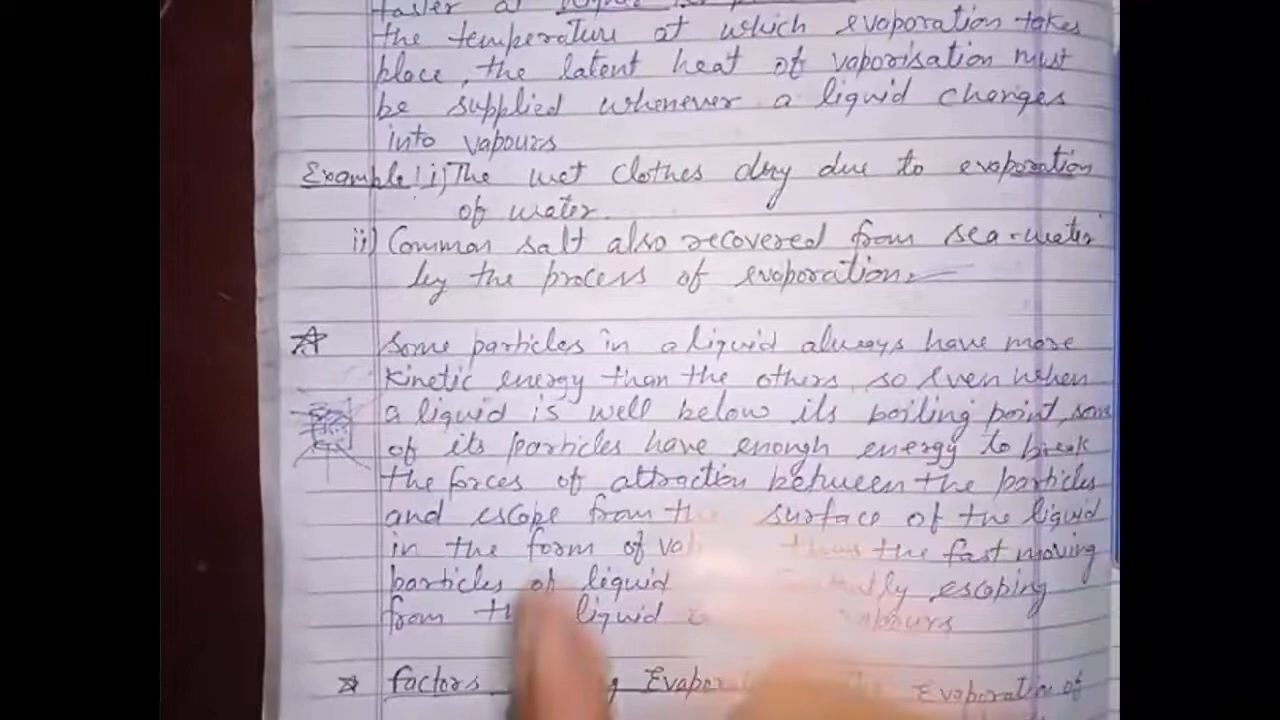 faster at higher
the temperature at which evaporation takes
place, the latent heat of vaporisation must
be supplied whenever a liquid changes
into vapours
Example: i) The wet clothes dry due to evaporation
of water.
ii) Common salt also recovered from sea-water
by the process of evaporation.
Some particles in a liquid always have more
kinetic energy than the others, so even when
a liquid is well below its boiling point, some
of its particles have enough energy to break
the forces of attraction between the particles
and escape from the surface of the liquid
in the form of thus the fast moving
particles of liquid escaping
from liquid vapours
factors Evaporation of